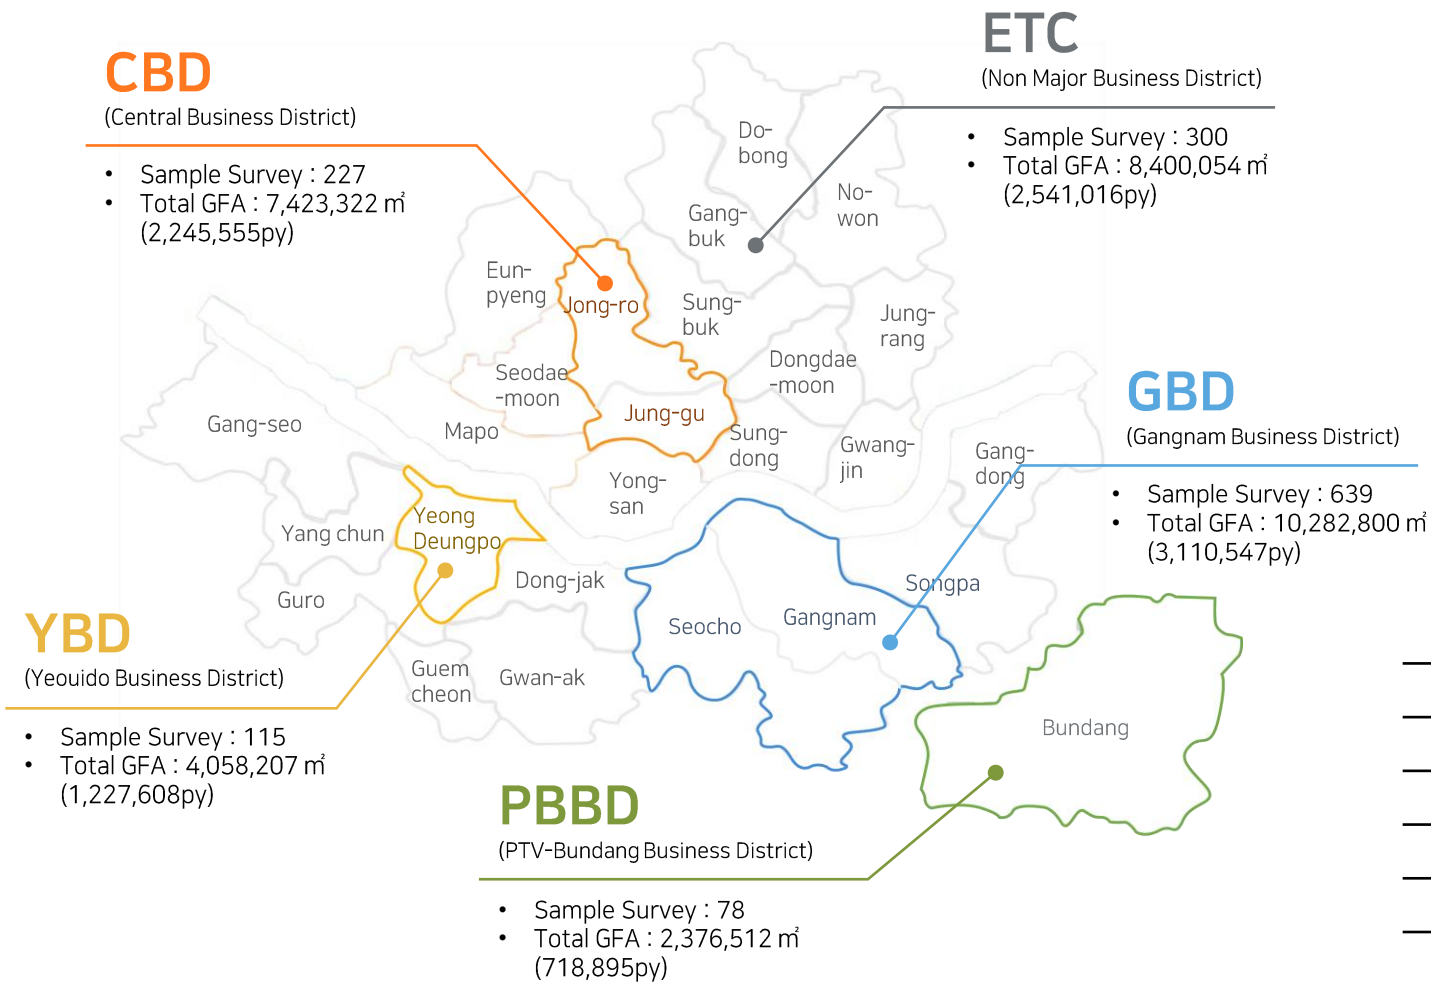 ETC
(Non Major Business District)
• Sample Survey : 300
• Total GFA : 8,400,054 ㎡
(2,541,016py)
CBD
(Central Business District)
• Sample Survey : 227
• Total GFA : 7,423,322 ㎡
(2,245,555py)
Do-
bong
No-
won
Gang-
buk
Eun-
pyeng
Jong-ro
Sung-
buk
Jung-
rang
Dongdae
-moon
Seodae
-moon
Jung-gu
Gang-seo
Mapo
Sung-
dong
Gwang-
jin
Gang-
dong
Yong-
san
GBD
(Gangnam Business District)
• Sample Survey : 639
• Total GFA : 10,282,800 ㎡
(3,110,547py)
Yang chun
Yeong
Deungpo
Dong-jak
Songpa
Guro
Seocho
Gangnam
Guem
cheon
Gwan-ak
Bundang
YBD
(Yeouido Business District)
• Sample Survey : 115
• Total GFA : 4,058,207 ㎡
(1,227,608py)
PBBD
(PTV-Bundang Business District)
• Sample Survey : 78
• Total GFA : 2,376,512 ㎡
(718,895py)